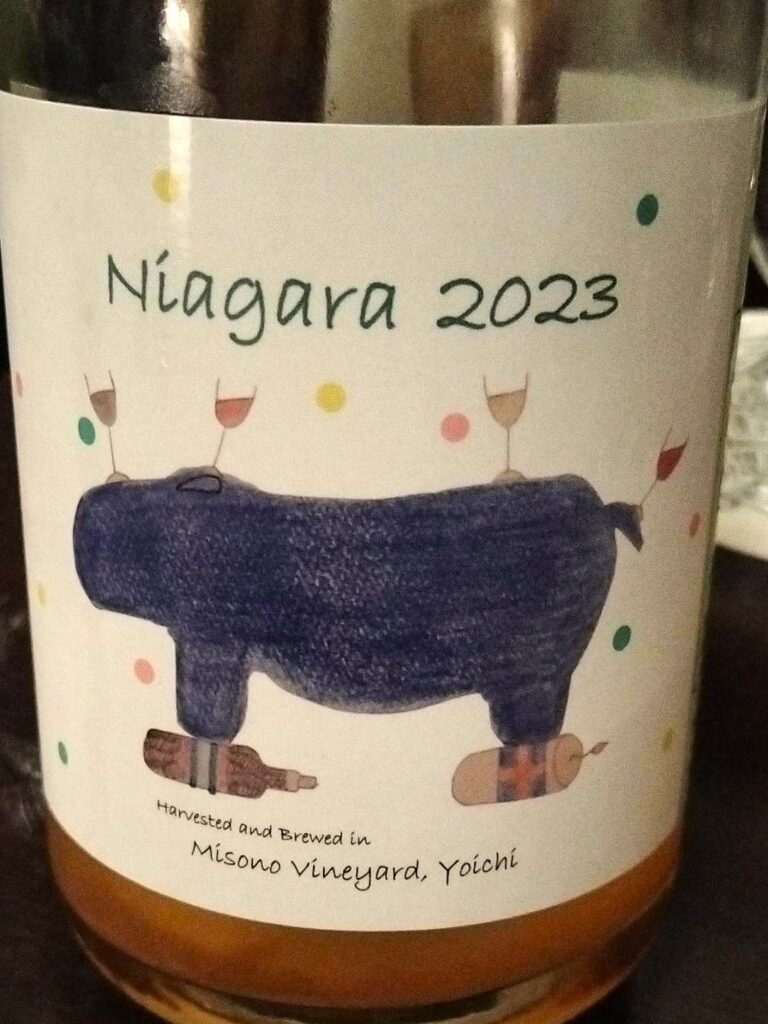 Niagara 2023
Harvested and Brewed in
Misono Vineyard, Yoichi